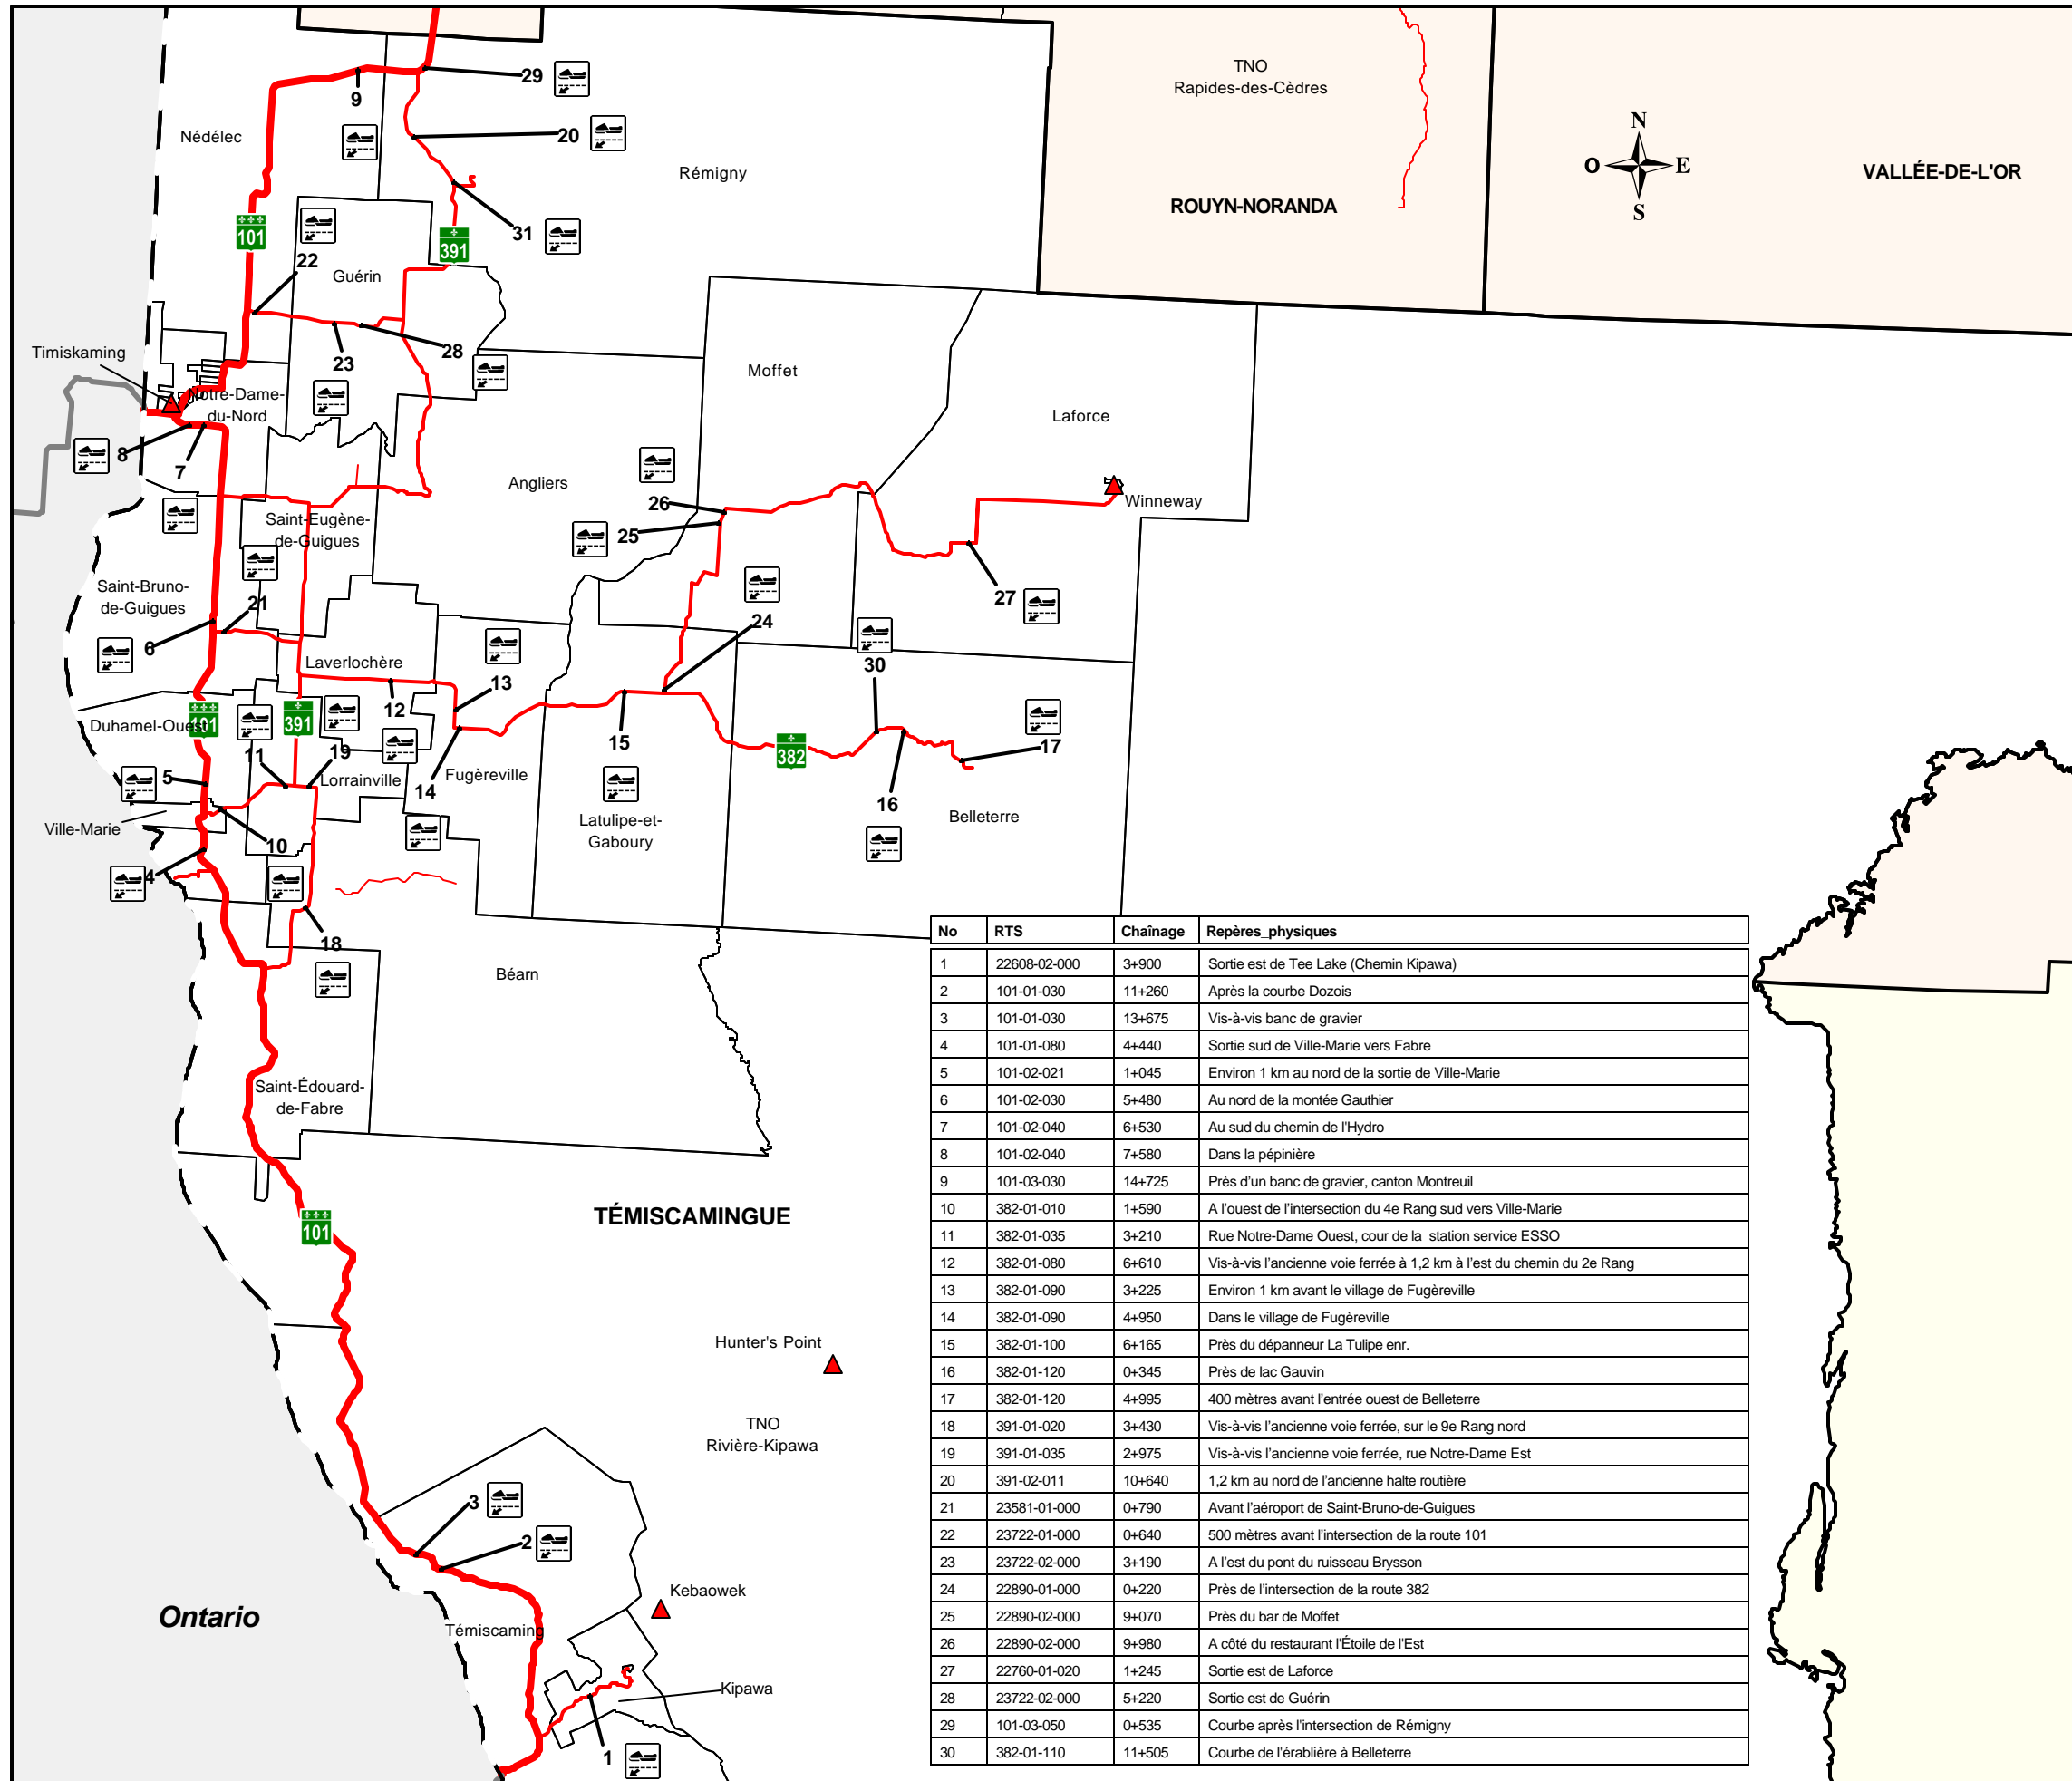 TNO
Rapides-des-Cèdres
ROUYN-NORANDA
VALLÉE-DE-L'OR
N
O
E
S
29
9
20
Nédélec
Rémigny
31
101
391
22
Guérin
23
28
Timiskaming
Notre-Dame-
du-Nord
8
7
Moffet
Laforce
Winneway
Angliers
26
25
27
Saint-Eugène-
de-Guigues
Saint-Bruno-
de-Guigues
21
6
24
30
Laverlochère
13
12
Duhamel-Ouest
101
391
11
19
15
382
17
5
Lorrainville
14
Fugèreville
16
Ville-Marie
10
Latulipe-et-
Gaboury
Belleterre
4
18
Béarn
Saint-Édouard-
de-Fabre
TÉMISCAMINGUE
101
Hunter's Point
TNO
Rivière-Kipawa
3
2
Kebaowek
Ontario
Témiscaming
Kipawa
1
No RTS Chaînage Repères_physiques
1 22608-02-000 3+900 Sortie est de Tee Lake (Chemin Kipawa)
2 101-01-030 11+260 Après la courbe Dozois
3 101-01-030 13+675 Vis-à-vis banc de gravier
4 101-01-080 4+440 Sortie sud de Ville-Marie vers Fabre
5 101-02-021 1+045 Environ 1 km au nord de la sortie de Ville-Marie
6 101-02-030 5+480 Au nord de la montée Gauthier
7 101-02-040 6+530 Au sud du chemin de l'Hydro
8 101-02-040 7+580 Dans la pépinière
9 101-03-030 14+725 Près d'un banc de gravier, canton Montreuil
10 382-01-010 1+590 A l'ouest de l'intersection du 4e Rang sud vers Ville-Marie
11 382-01-035 3+210 Rue Notre-Dame Ouest, cour de la station service ESSO
12 382-01-080 6+610 Vis-à-vis l'ancienne voie ferrée à 1,2 km à l'est du chemin du 2e Rang
13 382-01-090 3+225 Environ 1 km avant le village de Fugèreville
14 382-01-090 4+950 Dans le village de Fugèreville
15 382-01-100 6+165 Près du dépanneur La Tulipe enr.
16 382-01-120 0+345 Près de lac Gauvin
17 382-01-120 4+995 400 mètres avant l'entrée ouest de Belleterre
18 391-01-020 3+430 Vis-à-vis l'ancienne voie ferrée, sur le 9e Rang nord
19 391-01-035 2+975 Vis-à-vis l'ancienne voie ferrée, rue Notre-Dame Est
20 391-02-011 10+640 1,2 km au nord de l'ancienne halte routière
21 23581-01-000 0+790 Avant l'aéroport de Saint-Bruno-de-Guigues
22 23722-01-000 0+640 500 mètres avant l'intersection de la route 101
23 23722-02-000 3+190 A l'est du pont du ruisseau Brysson
24 22890-01-000 0+220 Près de l'intersection de la route 382
25 22890-02-000 9+070 Près du bar de Moffet
26 22890-02-000 9+980 A côté du restaurant l'Étoile de l'Est
27 22760-01-020 1+245 Sortie est de Laforce
28 23722-02-000 5+220 Sortie est de Guérin
29 101-03-050 0+535 Courbe après l'intersection de Rémigny
30 382-01-110 11+505 Courbe de l'érablière à Belleterre